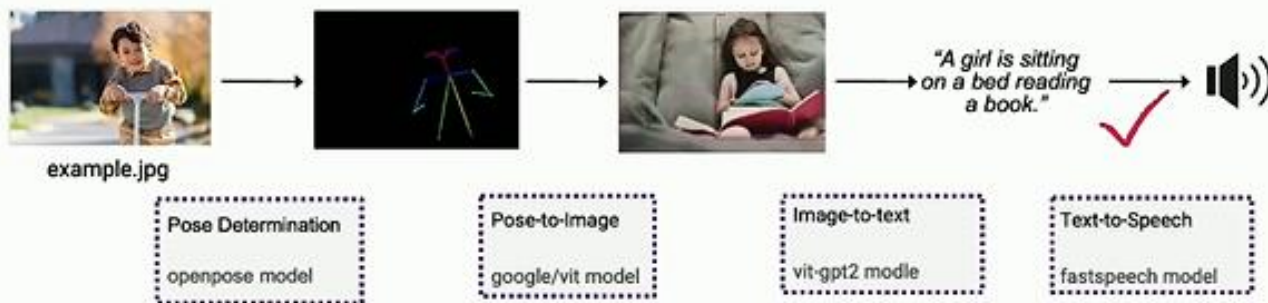 "A girl is sitting
on a bed reading
a book."
example.jpg
Pose Determination
openpose model
Pose-to-Image
google/vit model
Image-to-text
vit-gpt2 modle
Text-to-Speech
fastspeech model